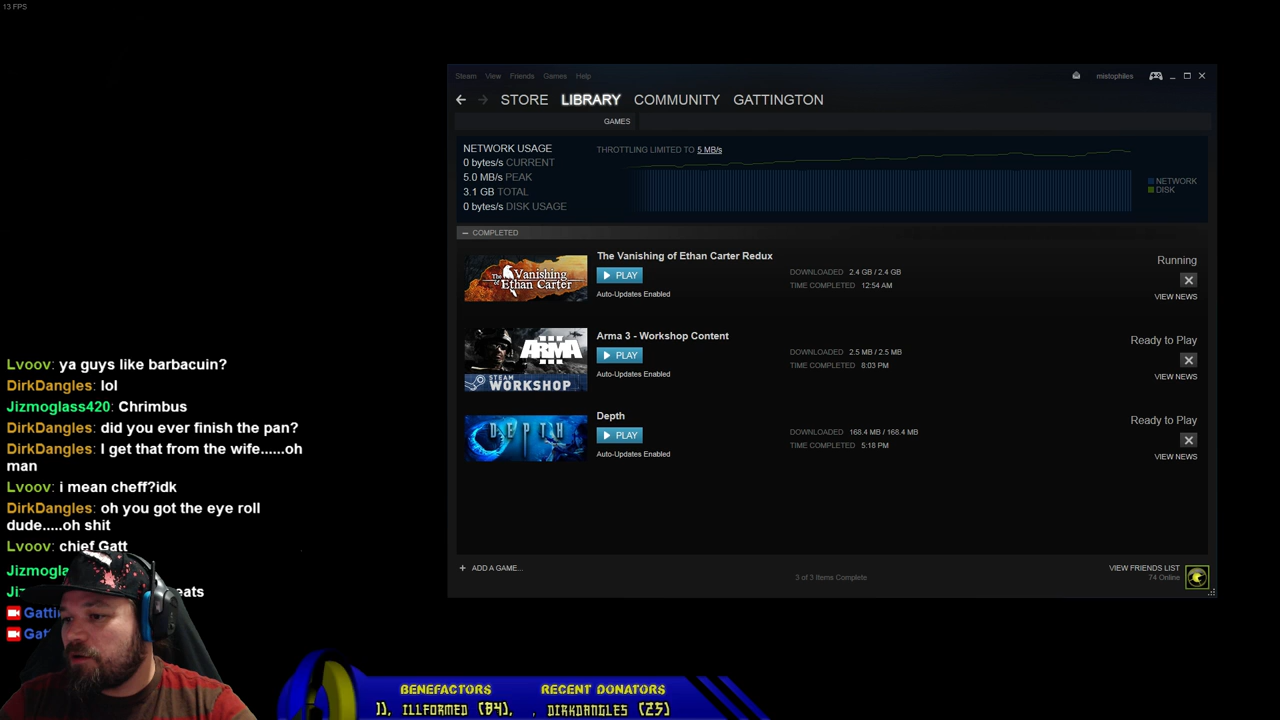 13 FPS
Steam View Friends Games Help
mistophiles
STORE LIBRARY COMMUNITY GATTINGTON
GAMES
NETWORK USAGE
0 bytes/s CURRENT
5.0 MB/s PEAK
3.1 GB TOTAL
0 bytes/s DISK USAGE
THROTTLING LIMITED TO 5 MB/s
NETWORK
DISK
COMPLETED
The Vanishing of Ethan Carter
The Vanishing of Ethan Carter Redux
PLAY
Auto-Updates Enabled
DOWNLOADED 2.4 GB / 2.4 GB
TIME COMPLETED 12:54 AM
Running
VIEW NEWS
ARMA III
STEAM WORKSHOP
Arma 3 - Workshop Content
PLAY
Auto-Updates Enabled
DOWNLOADED 2.5 MB / 2.5 MB
TIME COMPLETED 8:03 PM
Ready to Play
VIEW NEWS
DEPTH
Depth
PLAY
Auto-Updates Enabled
DOWNLOADED 168.4 MB / 168.4 MB
TIME COMPLETED 5:18 PM
Ready to Play
VIEW NEWS
+ ADD A GAME...
3 of 3 Items Complete
VIEW FRIENDS LIST
74 Online
Lvoov: ya guys like barbacuin?
DirkDangles: lol
Jizmoglass420: Chrimbus
DirkDangles: did you ever finish the pan?
DirkDangles: I get that from the wife......oh
man
Lvoov: i mean cheff?idk
DirkDangles: oh you got the eye roll
dude.....oh shit
Lvoov: chief Gatt
Jizmogla
Ji eats
Gatti
Gat
BENEFACTORS RECENT DONATORS
)), ILLFORMED (84), , DIRKDANGLES (25)